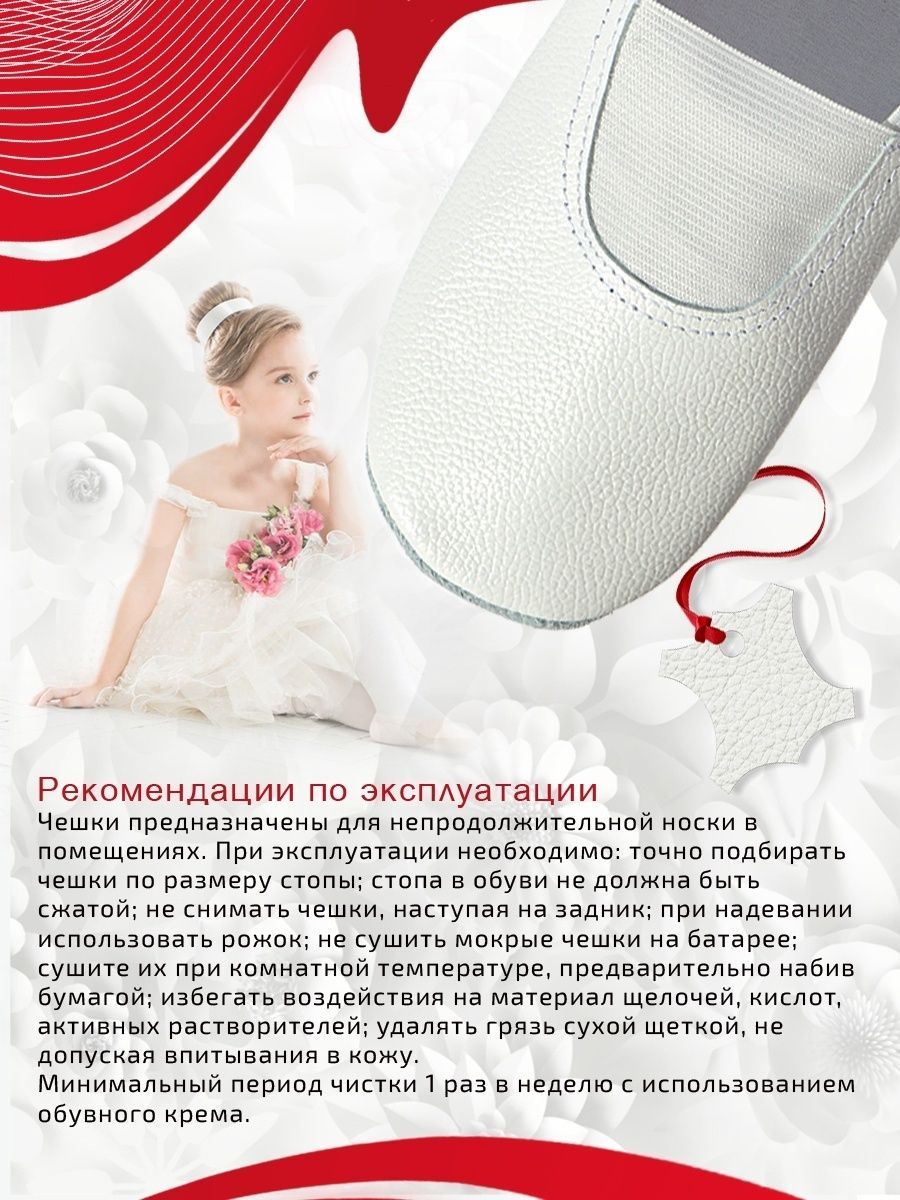 Рекомендации по эксплуатации
Чешки предназначены для непродолжительной носки в
помещениях. При эксплуатации необходимо: точно подбирать
чешки по размеру стопы; стопа в обуви не должна быть
сжатой; не снимать чешки, наступая на задник; при надевании
использовать рожок; не сушить мокрые чешки на батарее;
сушите их при комнатной температуре, предварительно набив
бумагой; избегать воздействия на материал щелочей, кислот,
активных растворителей; удалять грязь сухой щеткой, не
допуская впитывания в кожу.
Минимальный период чистки 1 раз в неделю с использованием
обувного крема.